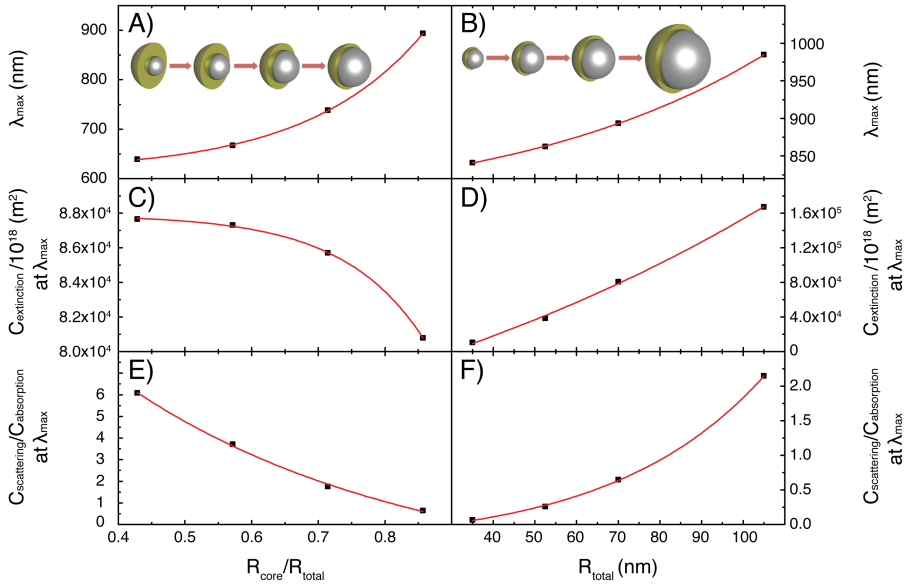 A)
900
800
700
600
λmax (nm)
B)
1000
950
900
850
λmax (nm)
C)
8.8x10⁴
8.6x10⁴
8.4x10⁴
8.2x10⁴
8.0x10⁴
Cextinction/10¹⁸ (m²)
at λmax
D)
1.6x10⁵
1.2x10⁵
8.0x10⁴
4.0x10⁴
0
Cextinction/10¹⁸ (m²)
at λmax
E)
6
5
4
3
2
1
0
Cscattering/Cabsorption
at λmax
F)
2.0
1.5
1.0
0.5
0.0
Cscattering/Cabsorption
at λmax
0.4 0.5 0.6 0.7 0.8
Rcore/Rtotal
40 50 60 70 80 90 100
Rtotal (nm)